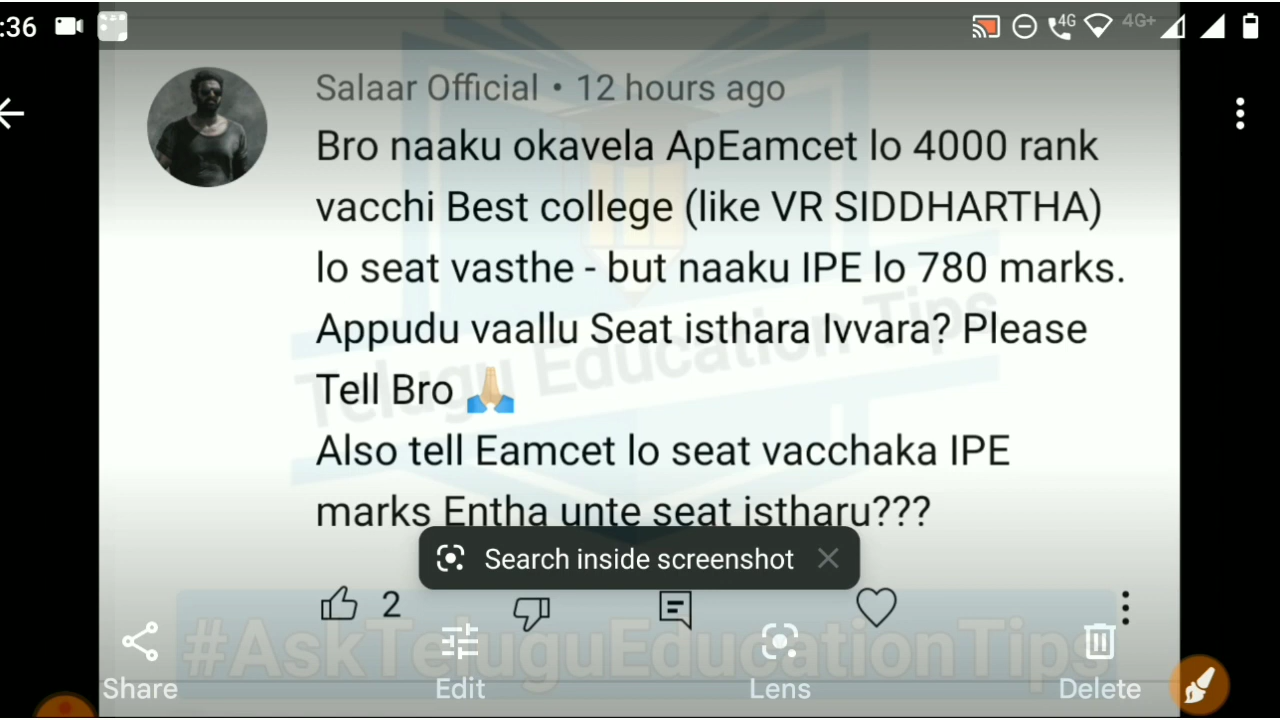 :36 4G 4G+
Salaar Official • 12 hours ago
Bro naaku okavela ApEamcet lo 4000 rank
vacchi Best college (like VR SIDDHARTHA)
lo seat vasthe - but naaku IPE lo 780 marks.
Appudu vaallu Seat isthara Ivvara? Please
Tell Bro 🙏
Telugu Education Tips
Also tell Eamcet lo seat vacchaka IPE
marks Entha unte seat istharu???
Search inside screenshot
2
#AskTeluguEducationTips
Share Edit Lens Delete